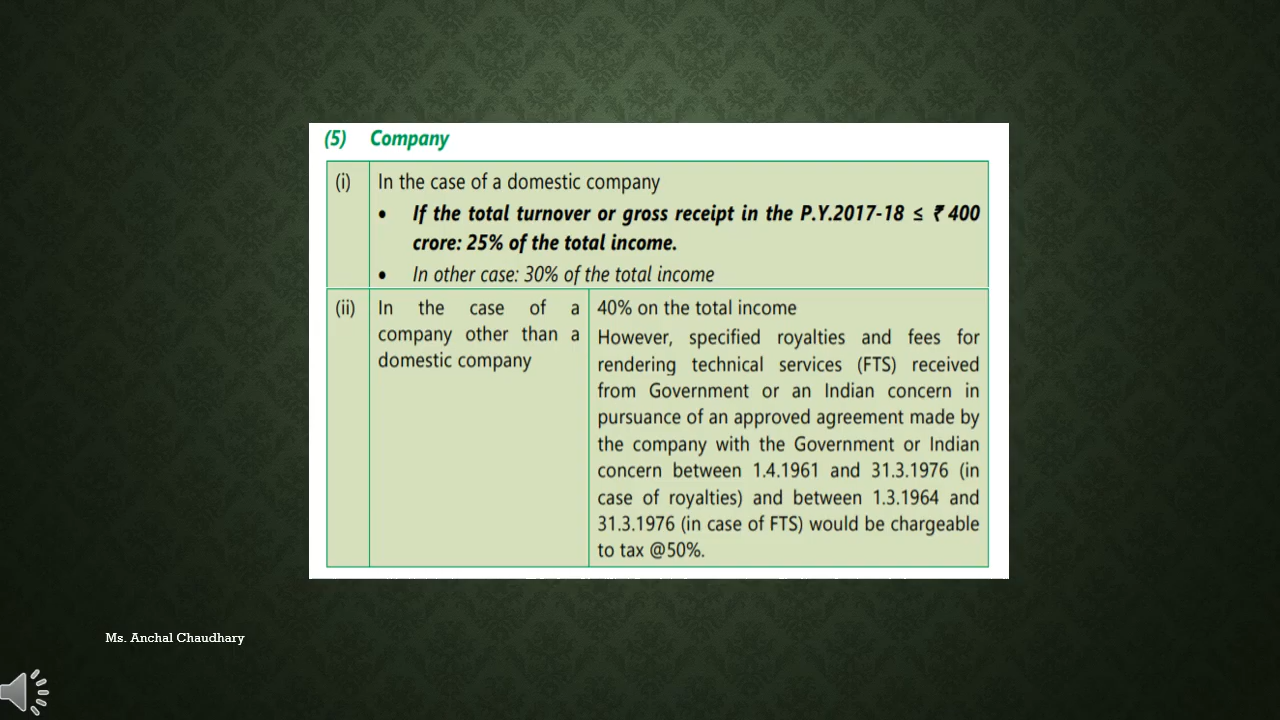 (5) Company
(i) In the case of a domestic company
• If the total turnover or gross receipt in the P.Y.2017-18 ≤ ₹ 400
crore: 25% of the total income.
• In other case: 30% of the total income
(ii) In the case of a
company other than a
domestic company
40% on the total income
However, specified royalties and fees for
rendering technical services (FTS) received
from Government or an Indian concern in
pursuance of an approved agreement made by
the company with the Government or Indian
concern between 1.4.1961 and 31.3.1976 (in
case of royalties) and between 1.3.1964 and
31.3.1976 (in case of FTS) would be chargeable
to tax @50%.
Ms. Anchal Chaudhary